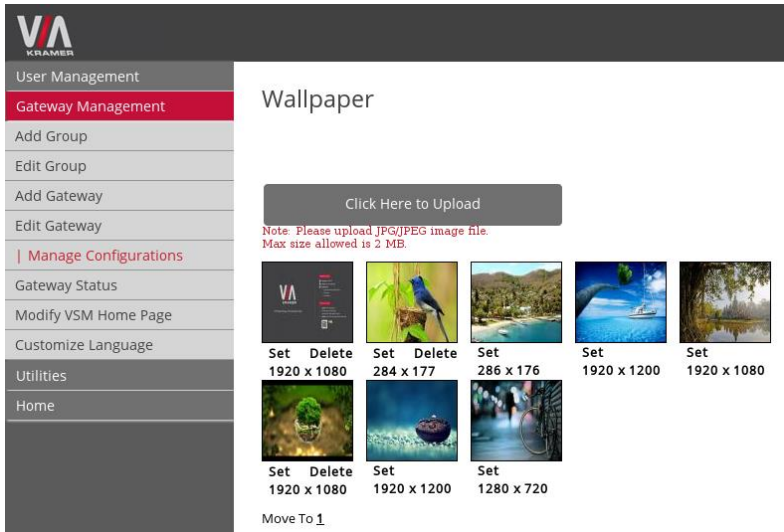 VIA
KRAMER
User Management
Gateway Management
Add Group
Edit Group
Add Gateway
Edit Gateway
| Manage Configurations
Gateway Status
Modify VSM Home Page
Customize Language
Utilities
Home
Wallpaper
Click Here to Upload
Note: Please upload JPG/JPEG image file.
Max size allowed is 2 MB.
VIA
Set Delete
1920 x 1080
Set Delete
284 x 177
Set
286 x 176
Set
1920 x 1200
Set
1920 x 1080
Set Delete
1920 x 1080
Set
1920 x 1200
Set
1280 x 720
Move To 1